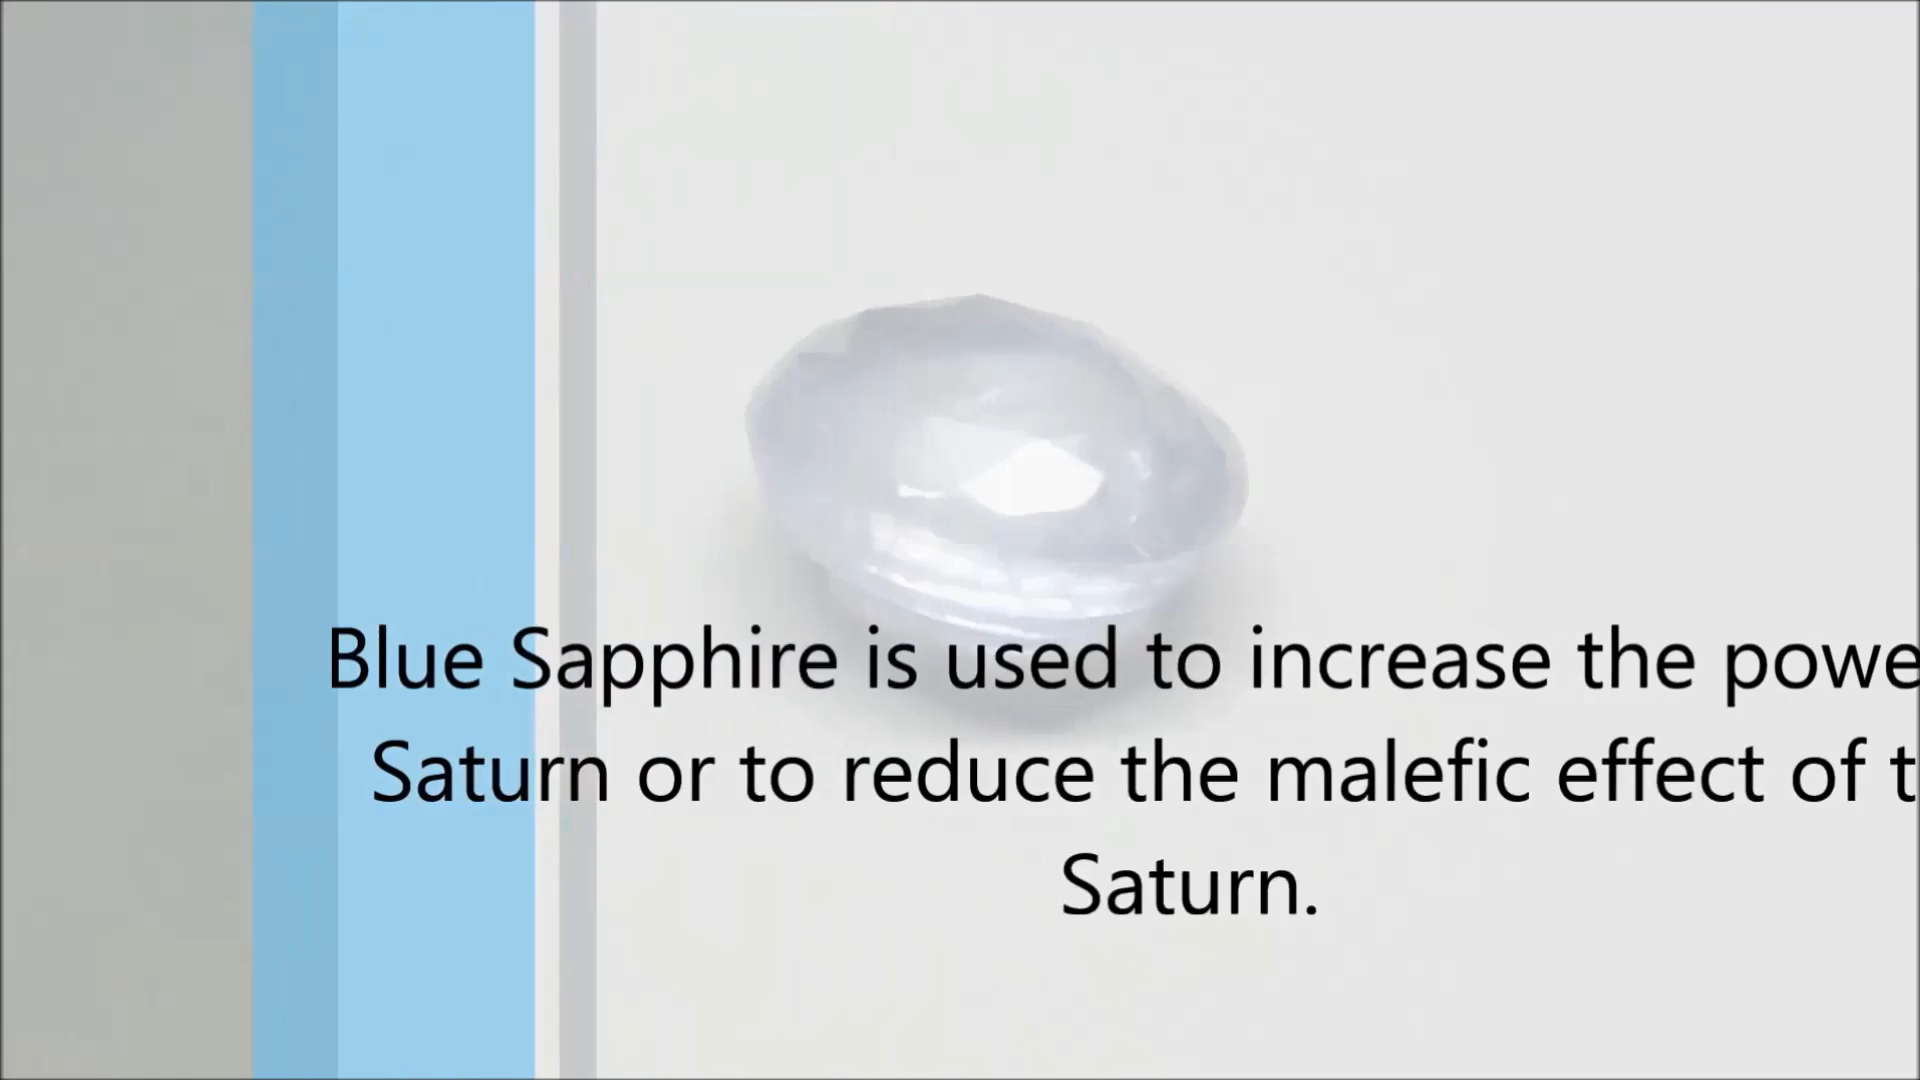 Blue Sapphire is used to increase the powe
Saturn or to reduce the malefic effect of t
Saturn.